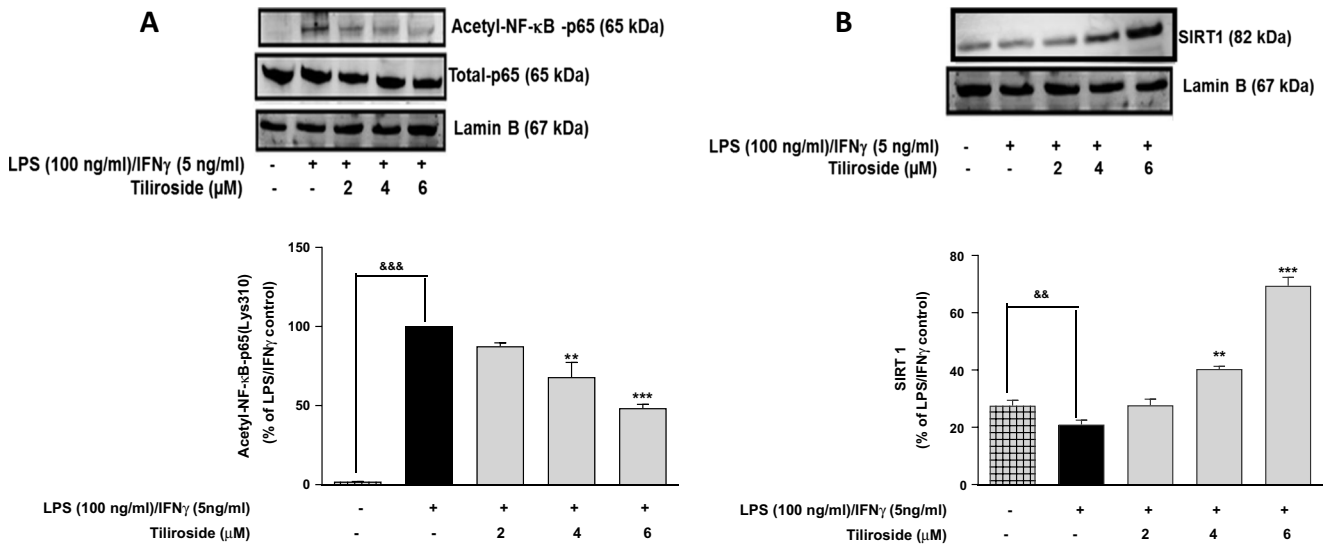 A
Acetyl-NF-κB -p65 (65 kDa)
Total-p65 (65 kDa)
Lamin B (67 kDa)
LPS (100 ng/ml)/IFNγ (5 ng/ml) - + + + +
Tiliroside (µM) - - 2 4 6
Acetyl-NF-κB-p65(Lys310)
(% of LPS/IFNγ control)
150
100
50
0
&&&
**
***
LPS (100 ng/ml)/IFNγ (5ng/ml) - + + + +
Tiliroside (µM) - - 2 4 6
B
SIRT1 (82 kDa)
Lamin B (67 kDa)
LPS (100 ng/ml)/IFNγ (5 ng/ml) - + + + +
Tiliroside (µM) - - 2 4 6
SIRT 1
(% of LPS/IFNγ control)
80
60
40
20
0
&&
**
***
LPS (100 ng/ml)/IFNγ (5ng/ml) - + + + +
Tiliroside (µM) - - 2 4 6